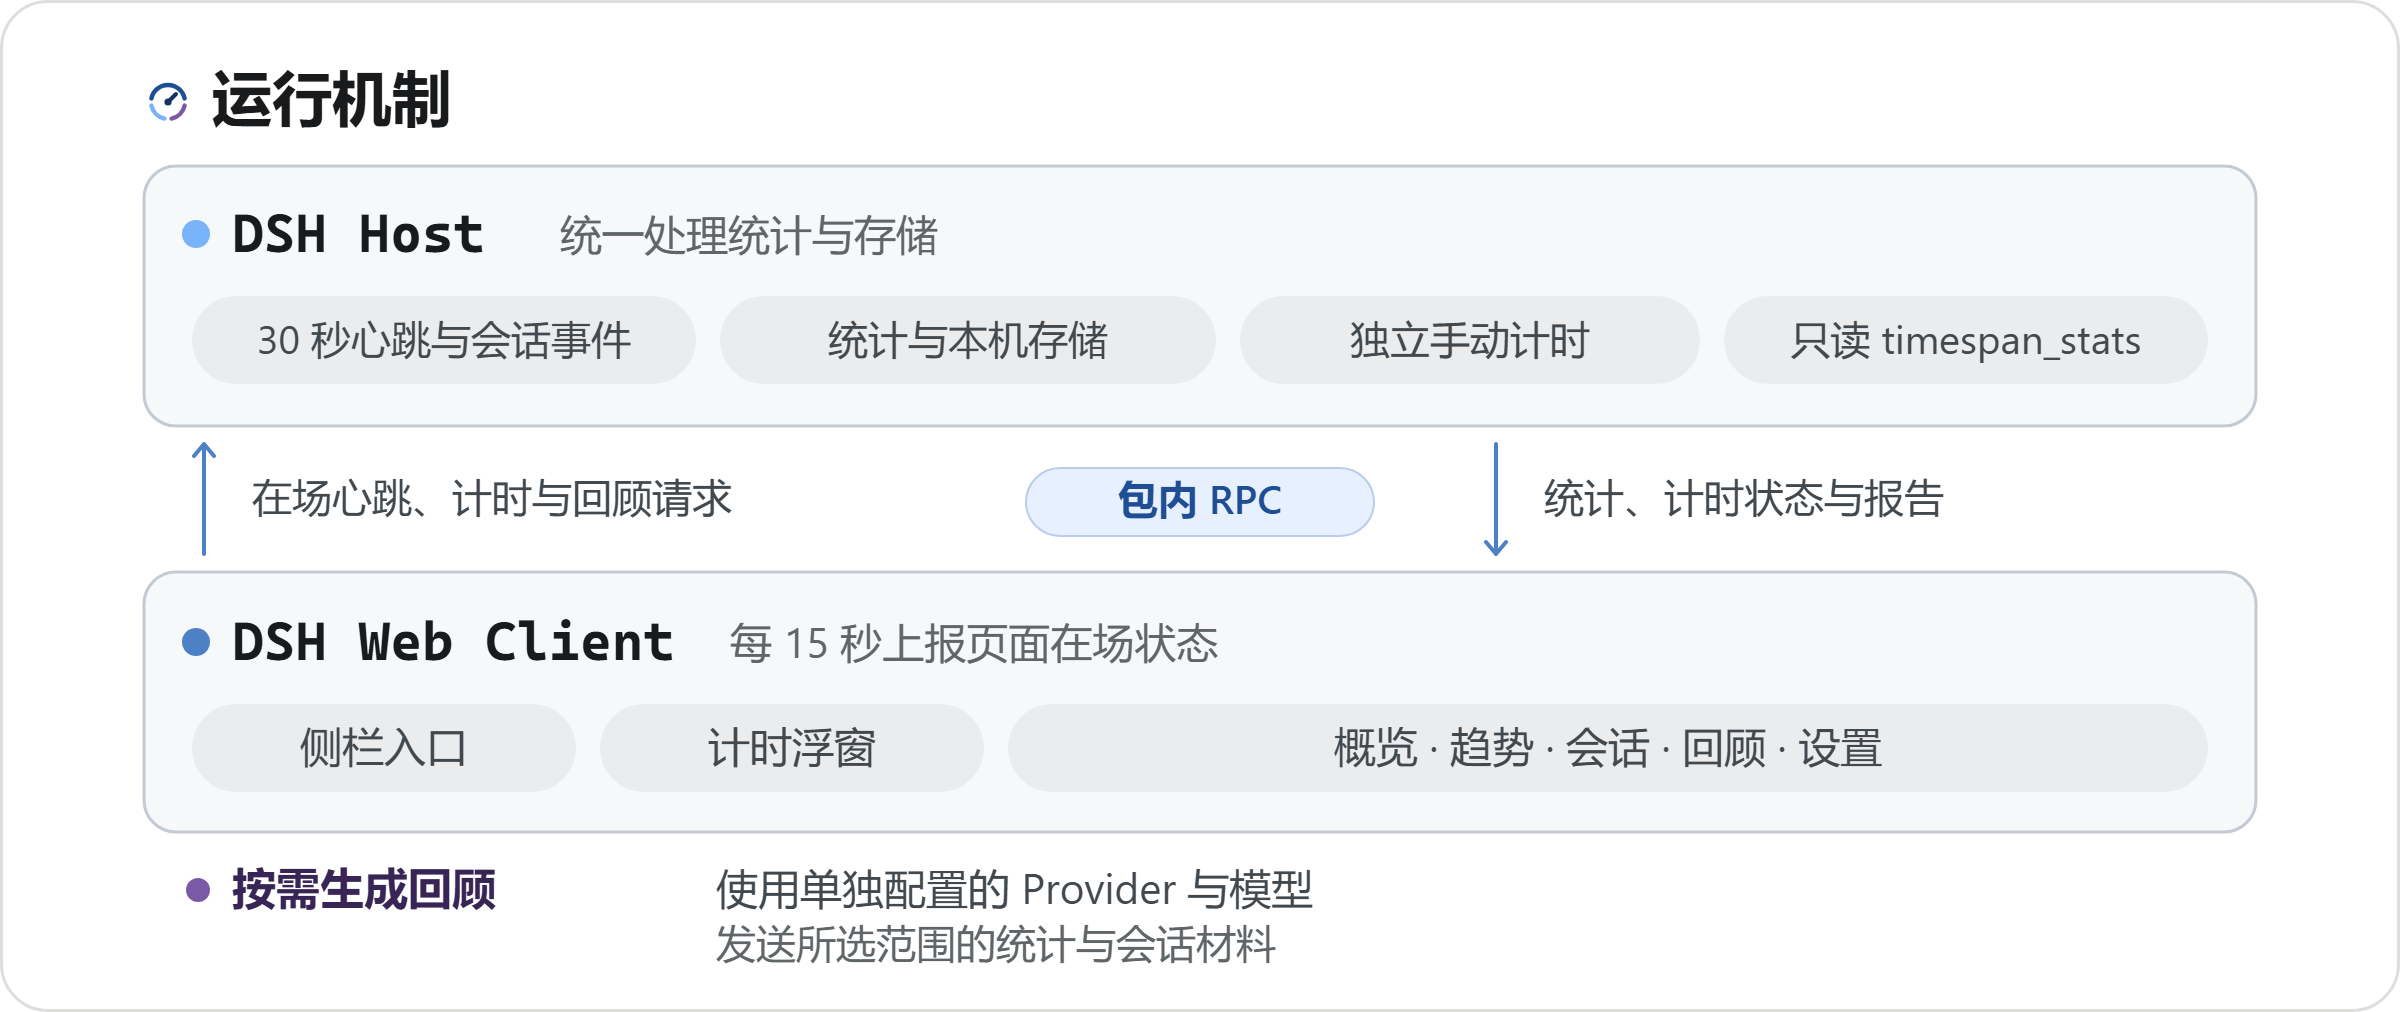 运行机制
DSH Host 统一处理统计与存储
30 秒心跳与会话事件 统计与本机存储 独立手动计时 只读 timespan_stats
在场心跳、计时与回顾请求 包内 RPC 统计、计时状态与报告
DSH Web Client 每 15 秒上报页面在场状态
侧栏入口 计时浮窗 概览 · 趋势 · 会话 · 回顾 · 设置
按需生成回顾 使用单独配置的 Provider 与模型
发送所选范围的统计与会话材料